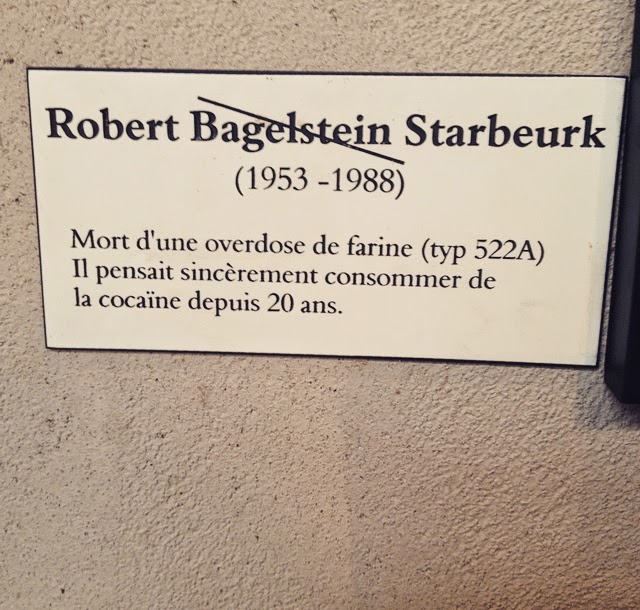 Robert Bagelstein Starbeurk
(1953 -1988)
Mort d'une overdose de farine (typ 522A)
Il pensait sincèrement consommer de
la cocaïne depuis 20 ans.